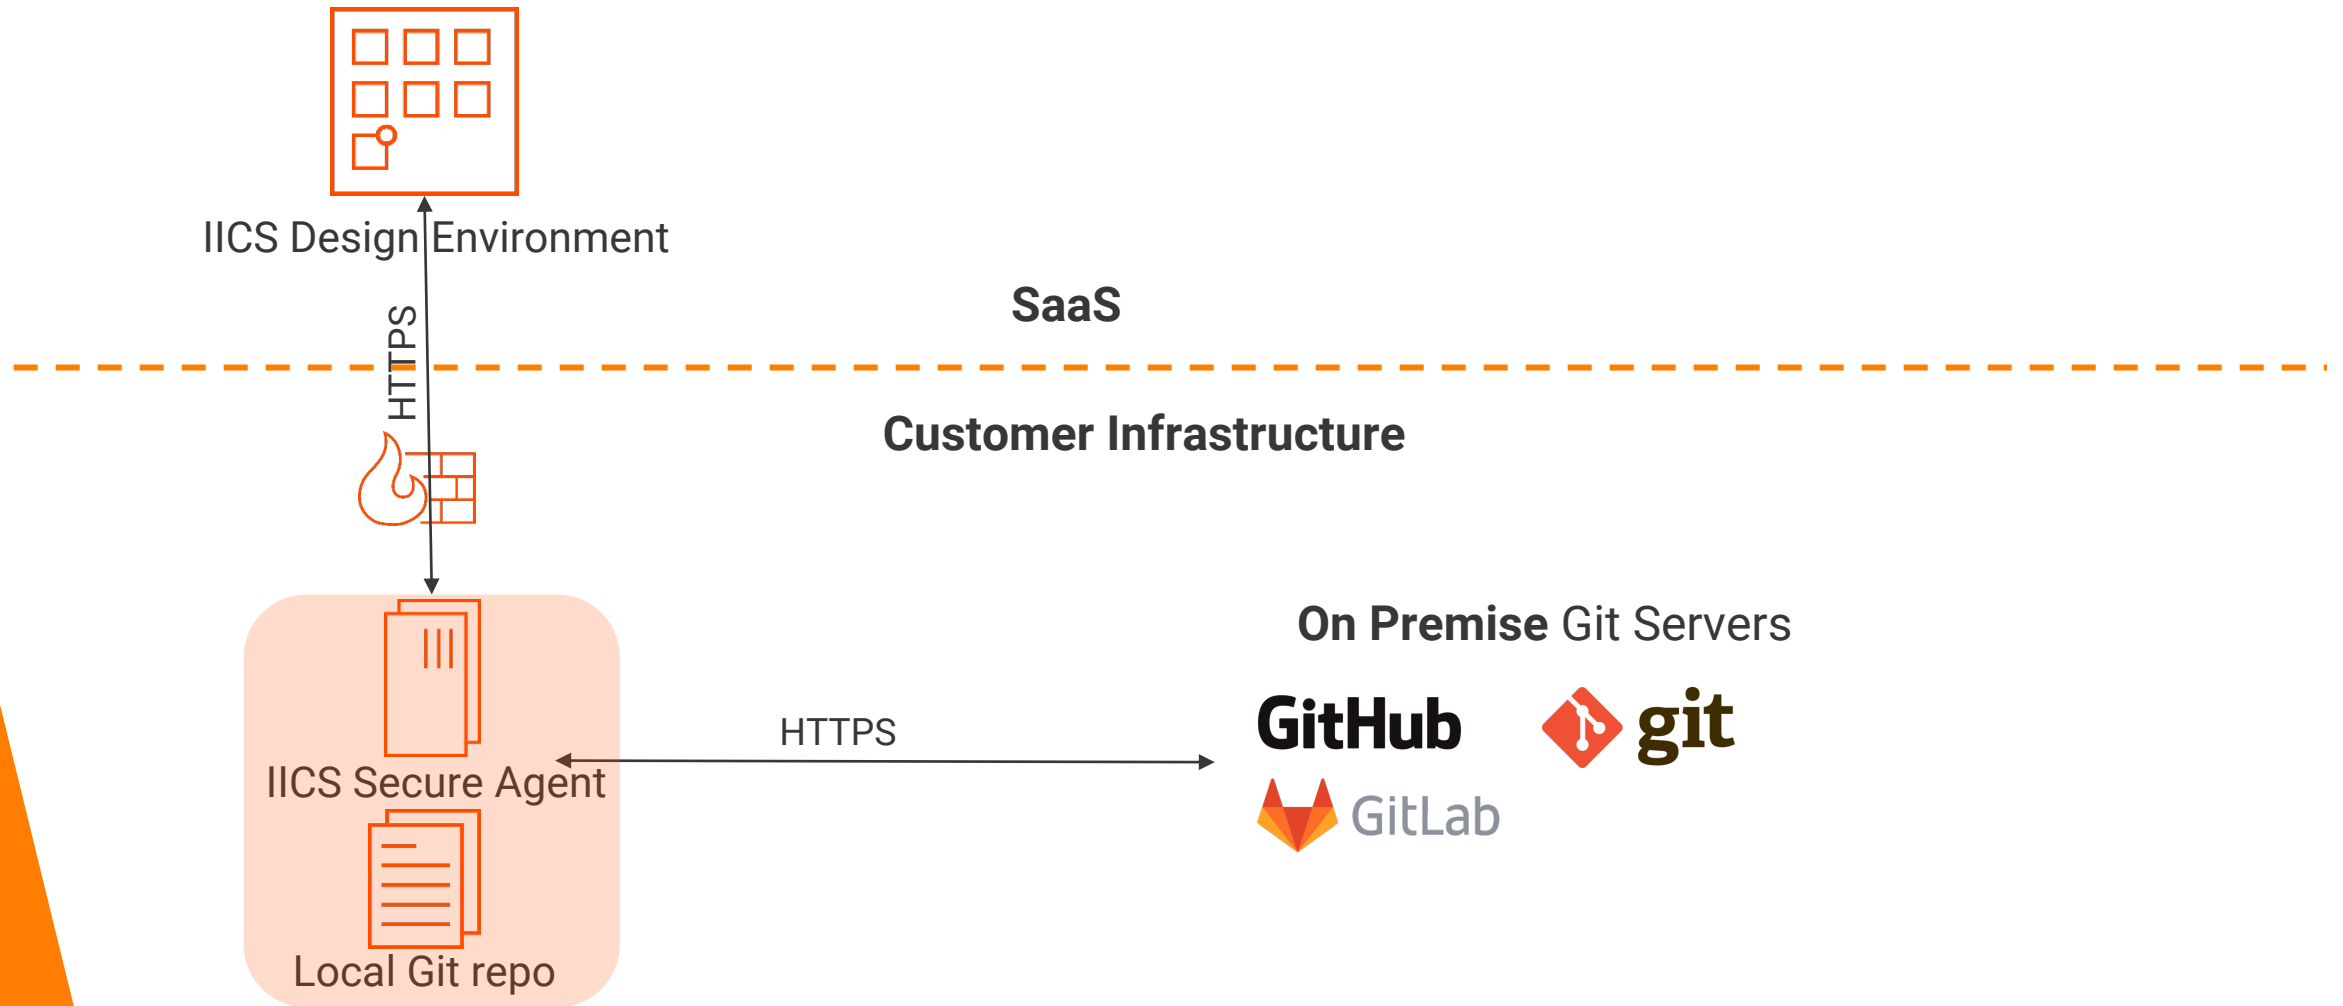 IICS Design Environment
SaaS
HTTPS
Customer Infrastructure
On Premise Git Servers
GitHub
git
HTTPS
IICS Secure Agent
GitLab
Local Git repo